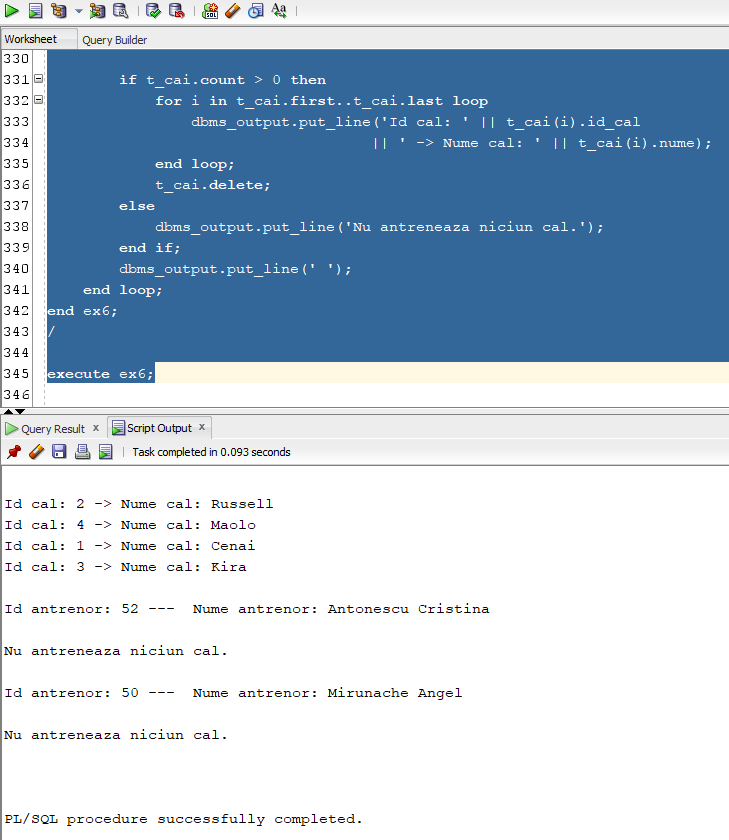 SQL
Aa
Worksheet
Query Builder
330
331 if t_cai.count > 0 then
332 for i in t_cai.first..t_cai.last loop
333 dbms_output.put_line('Id cal: ' || t_cai(i).id_cal
334 || ' -> Nume cal: ' || t_cai(i).nume);
335 end loop;
336 t_cai.delete;
337 else
338 dbms_output.put_line('Nu antreneaza niciun cal.');
339 end if;
340 dbms_output.put_line(' ');
341 end loop;
342 end ex6;
343 /
344
345 execute ex6;
346
Query Result x Script Output x
Task completed in 0.093 seconds
Id cal: 2 -> Nume cal: Russell
Id cal: 4 -> Nume cal: Maolo
Id cal: 1 -> Nume cal: Cenai
Id cal: 3 -> Nume cal: Kira
Id antrenor: 52 ---  Nume antrenor: Antonescu Cristina
Nu antreneaza niciun cal.
Id antrenor: 50 ---  Nume antrenor: Mirunache Angel
Nu antreneaza niciun cal.
PL/SQL procedure successfully completed.